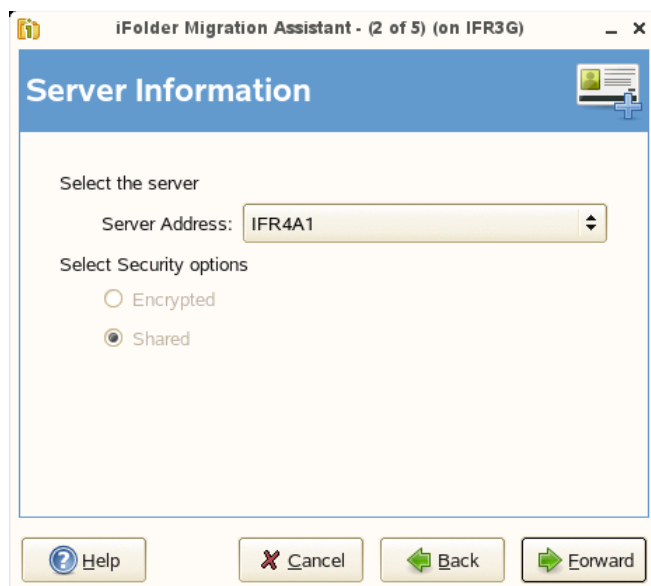 iFolder Migration Assistant - (2 of 5) (on IFR3G)
Server Information
Select the server
Server Address: IFR4A1
Select Security options
Encrypted
Shared
Help Cancel Back Forward